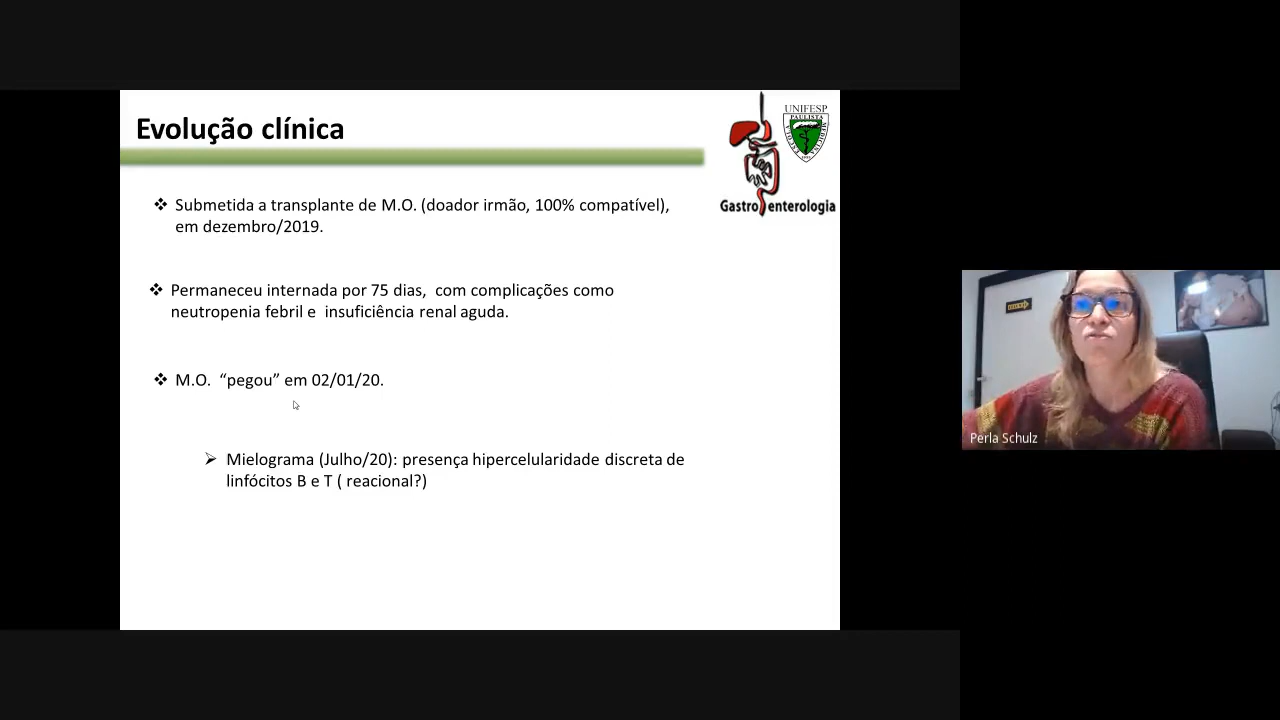 Evolução clínica
UNIFESP
PAULISTA
Gastroenterologia
❖ Submetida a transplante de M.O. (doador irmão, 100% compatível),
em dezembro/2019.
❖ Permaneceu internada por 75 dias, com complicações como
neutropenia febril e insuficiência renal aguda.
❖ M.O. “pegou” em 02/01/20.
➢ Mielograma (Julho/20): presença hipercelularidade discreta de
linfócitos B e T ( reacional?)
Perla Schulz